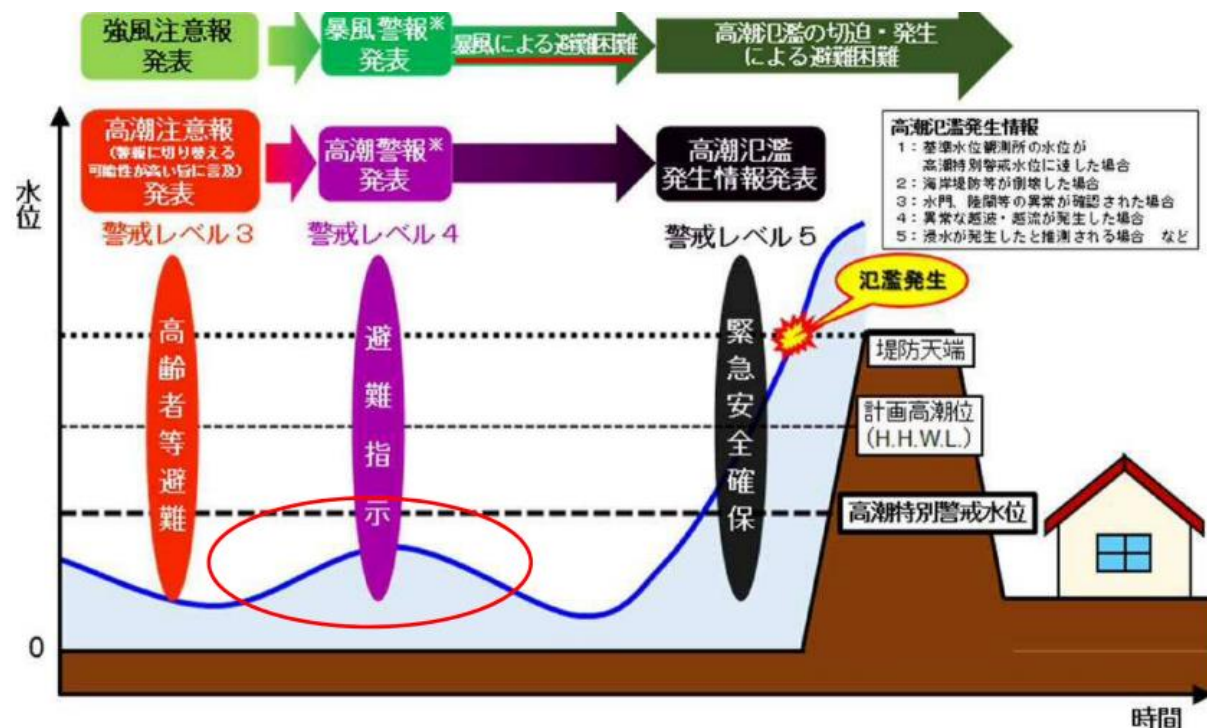 強風注意報
発表
暴風警報※
発表
暴風による避難困難
高潮氾濫の切迫・発生
による避難困難
高潮注意報
(警報に切り替える
可能性が高い旨に言及)
発表
高潮警報※
発表
高潮氾濫
発生情報発表
高潮氾濫発生情報
1：基準水位観測所の水位が
高潮特別警戒水位に達した場合
2：海岸堤防等が倒壊した場合
3：水門、陸閘等の異常が確認された場合
4：異常な越波・越流が発生した場合
5：浸水が発生したと推測される場合　など
水位
警戒レベル3
警戒レベル4
警戒レベル5
高齢者等避難
避難指示
緊急安全確保
氾濫発生
堤防天端
計画高潮位
(H.H.W.L.)
高潮特別警戒水位
0
時間